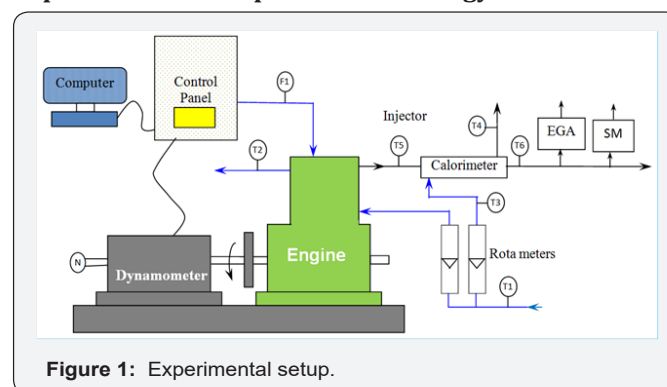 Computer
Control
Panel
F1
Injector
T2
T5
T4
T6
EGA
SM
Calorimeter
T3
Engine
Rota meters
N
Dynamometer
T1
Figure 1: Experimental setup.